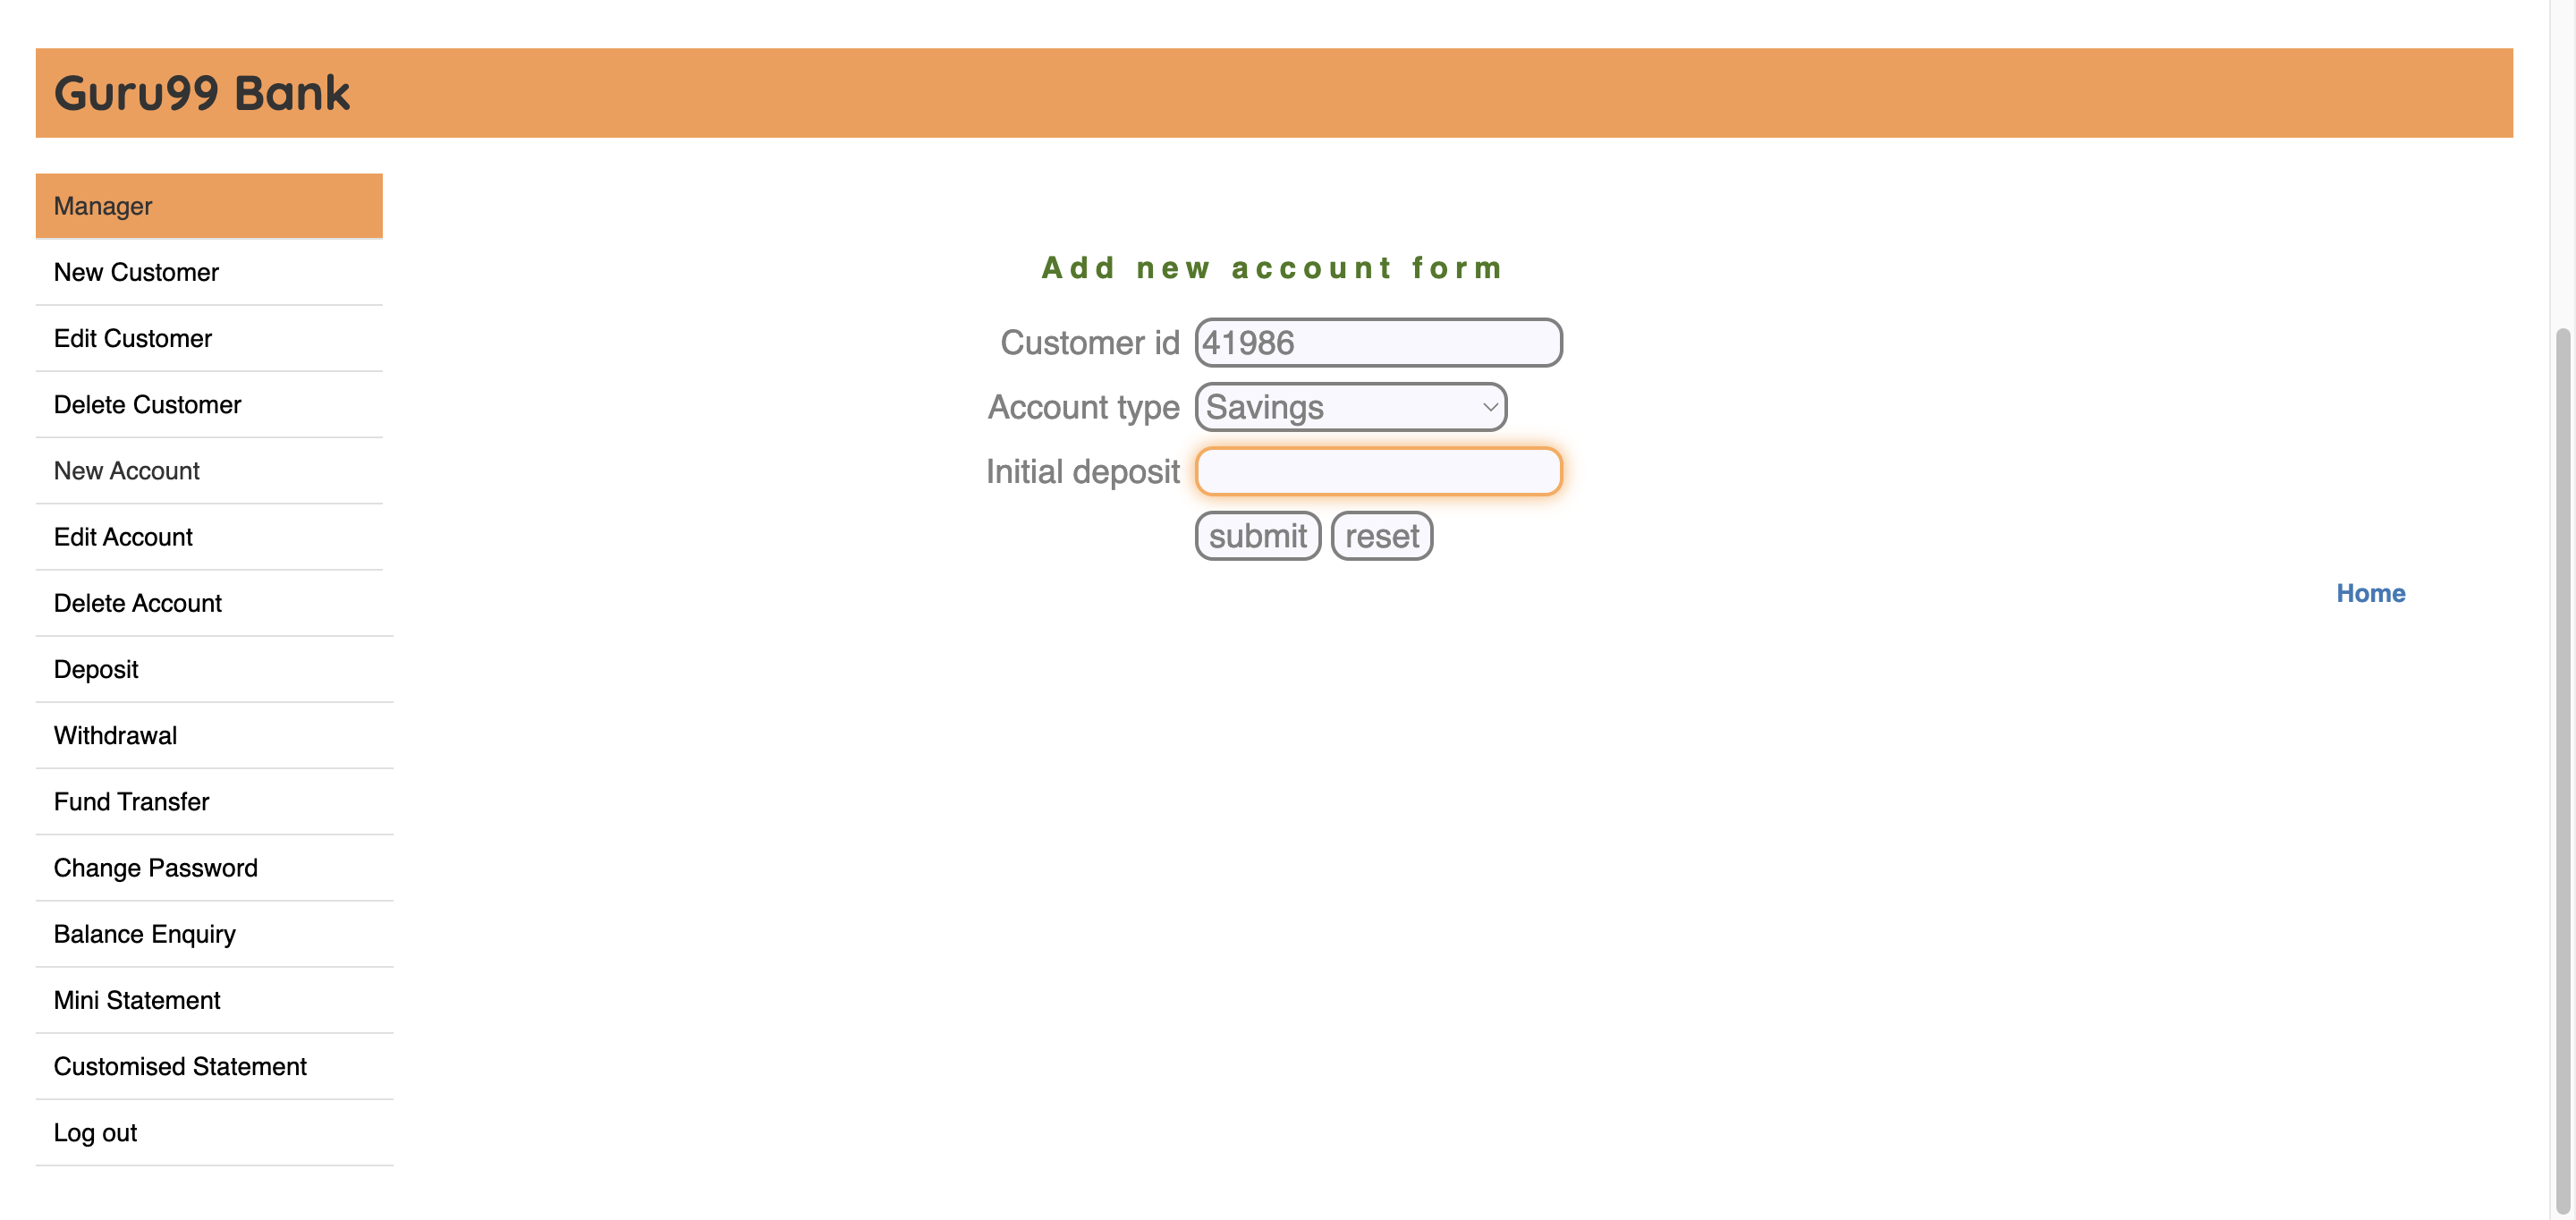 Guru99 Bank
Manager
New Customer
Edit Customer
Delete Customer
New Account
Edit Account
Delete Account
Deposit
Withdrawal
Fund Transfer
Change Password
Balance Enquiry
Mini Statement
Customised Statement
Log out
Add new account form
Customer id 41986
Account type Savings
Initial deposit
submit reset
Home